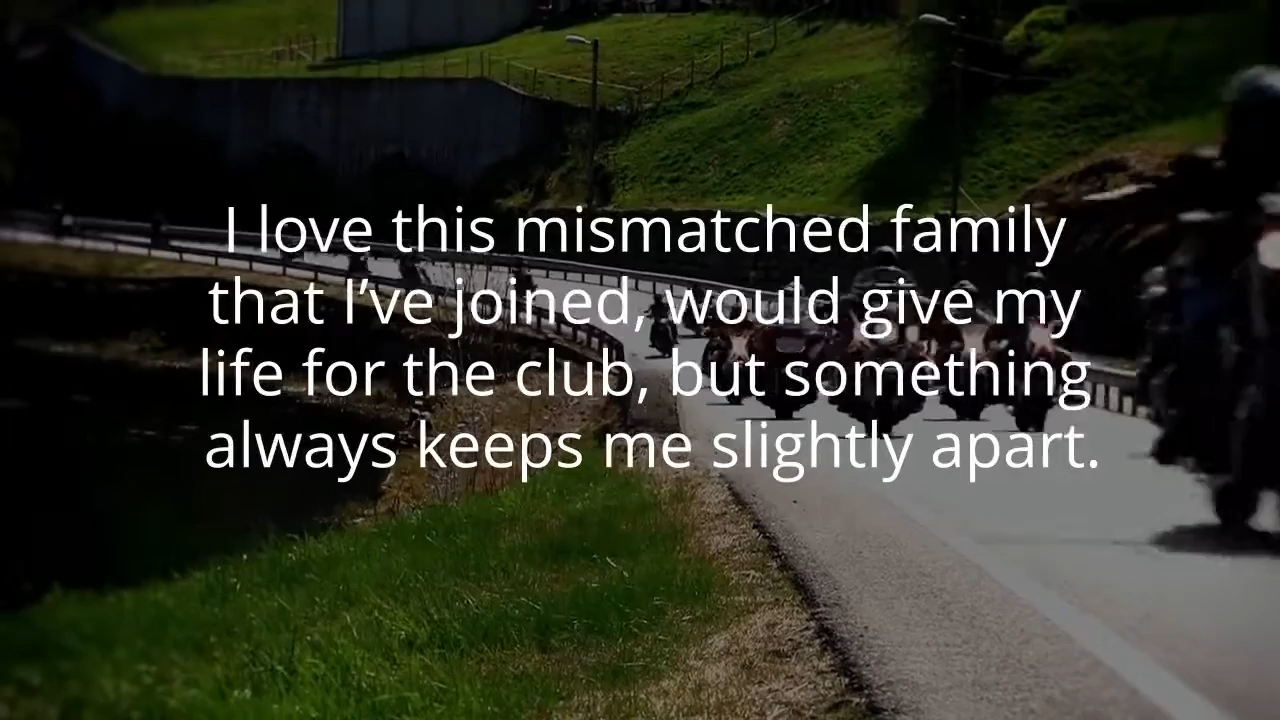 I love this mismatched family
that I’ve joined, would give my
life for the club, but something
always keeps me slightly apart.